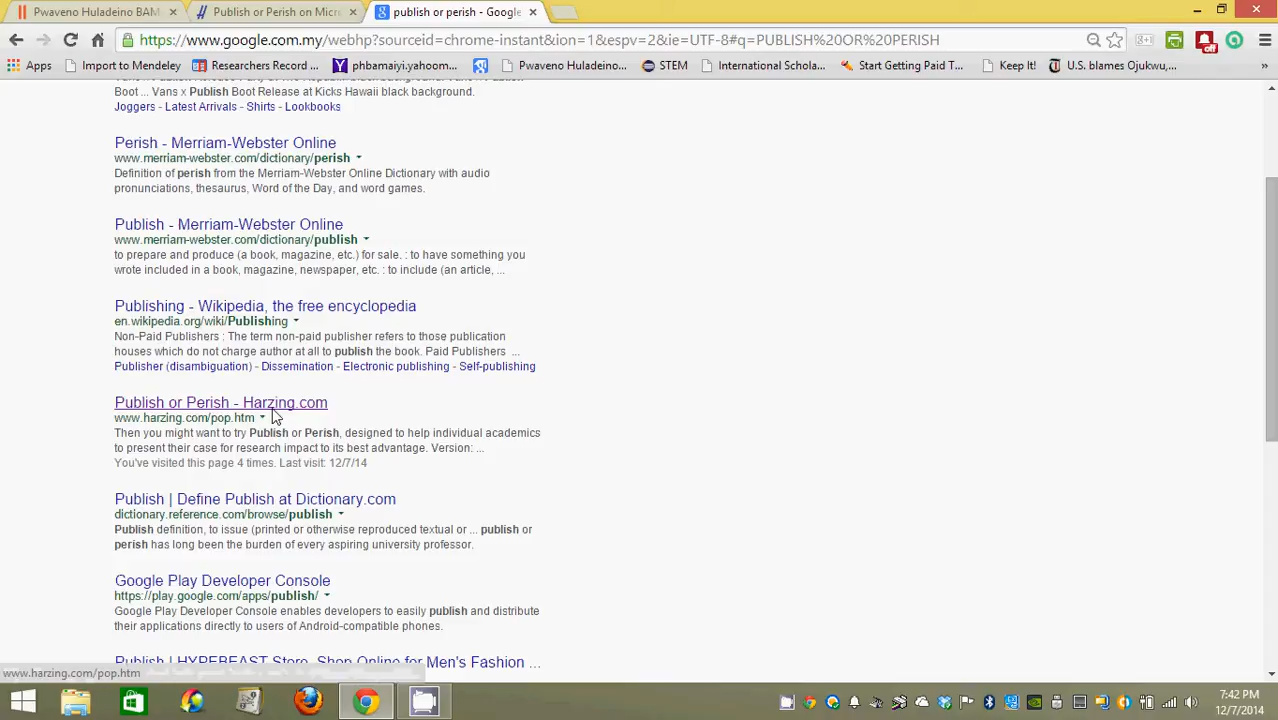 Pwaveno Huladeino BAM
Publish or Perish on Micr
publish or perish - Google
https://www.google.com.my/webhp?sourceid=chrome-instant&ion=1&espv=2&ie=UTF-8#q=PUBLISH%20OR%20PERISH
Apps Import to Mendeley Researchers Record ... phbamaiyi.yahoom... Pwaveno Huladeino... STEM International Schola... Start Getting Paid T... Keep It! U.S. blames Ojukwu,... »
Boot ... Vans x Publish Boot Release at Kicks Hawaii black background.
Joggers - Latest Arrivals - Shirts - Lookbooks
Perish - Merriam-Webster Online
www.merriam-webster.com/dictionary/perish
Definition of perish from the Merriam-Webster Online Dictionary with audio
pronunciations, thesaurus, Word of the Day, and word games.
Publish - Merriam-Webster Online
www.merriam-webster.com/dictionary/publish
to prepare and produce (a book, magazine, etc.) for sale. : to have something you
wrote included in a book, magazine, newspaper, etc. : to include (an article, ...
Publishing - Wikipedia, the free encyclopedia
en.wikipedia.org/wiki/Publishing
Non-Paid Publishers : The term non-paid publisher refers to those publication
houses which do not charge author at all to publish the book. Paid Publishers ...
Publisher (disambiguation) - Dissemination - Electronic publishing - Self-publishing
Publish or Perish - Harzing.com
www.harzing.com/pop.htm
Then you might want to try Publish or Perish, designed to help individual academics
to present their case for research impact to its best advantage. Version: ...
You've visited this page 4 times. Last visit: 12/7/14
Publish | Define Publish at Dictionary.com
dictionary.reference.com/browse/publish
Publish definition, to issue (printed or otherwise reproduced textual or ... publish or
perish has long been the burden of every aspiring university professor.
Google Play Developer Console
https://play.google.com/apps/publish/
Google Play Developer Console enables developers to easily publish and distribute
their applications directly to users of Android-compatible phones.
Publish | HYPEBEAST Store. Shop Online for Men's Fashion ...
www.harzing.com/pop.htm
7:42 PM
12/7/2014